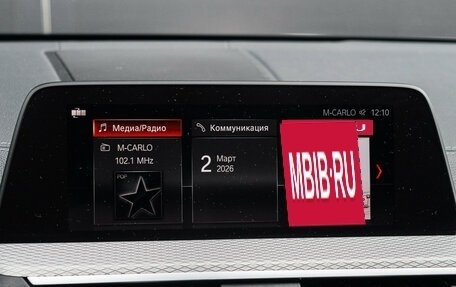 M-CARLO 12:10
Медиа/Радио
Коммуникация
M-CARLO
102.1 MHz
POP
2 Март
2026
MBIB·RU